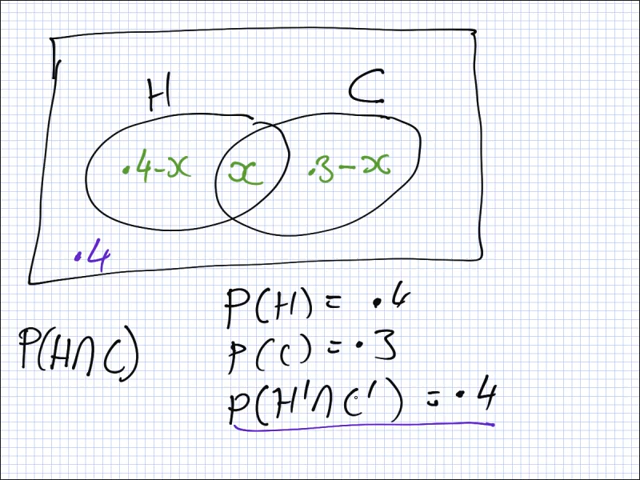 H C
.4-x x .3-x
.4
P(H) = .4
P(H∩C)
P(C) = .3
P(H'∩C') = .4